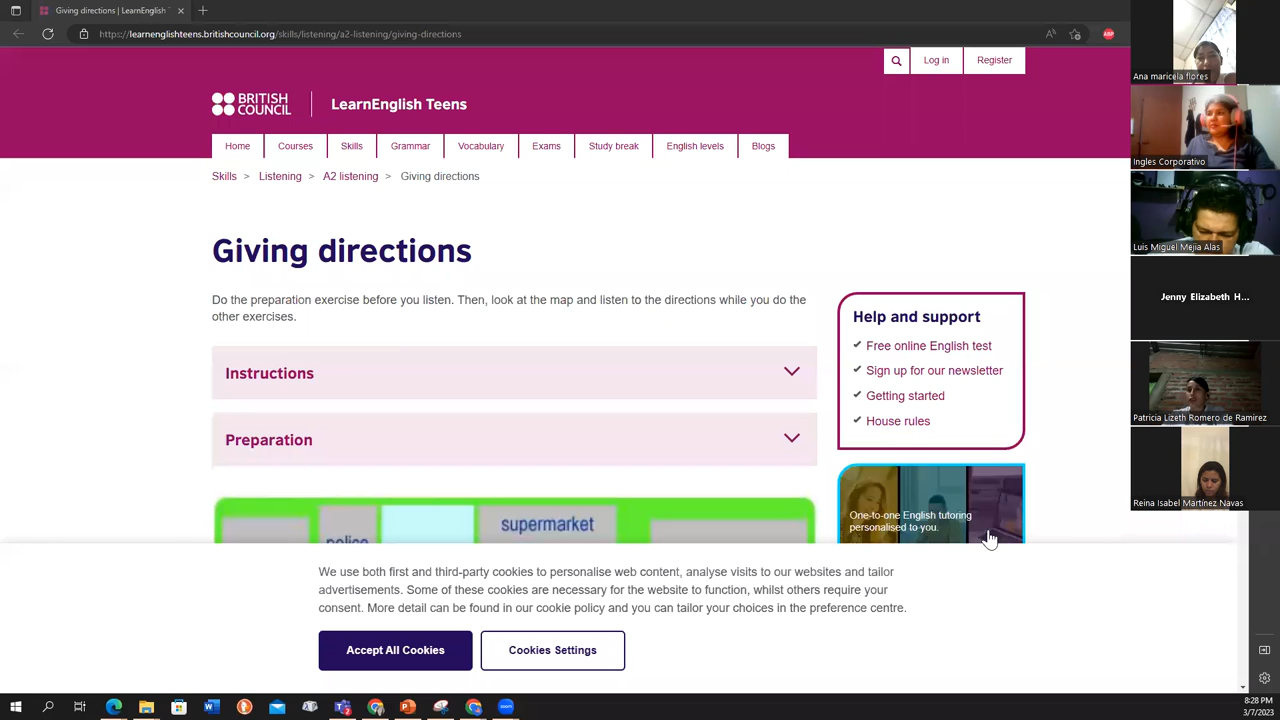 Giving directions | LearnEnglish
https://learnenglishteens.britishcouncil.org/skills/listening/a2-listening/giving-directions
ABP
Log in
Register
BRITISH
COUNCIL
LearnEnglish Teens
Home
Courses
Skills
Grammar
Vocabulary
Exams
Study break
English levels
Blogs
Skills > Listening > A2 listening > Giving directions
Giving directions
Do the preparation exercise before you listen. Then, look at the map and listen to the directions while you do the
other exercises.
Instructions
Preparation
police
supermarket
Help and support
Free online English test
Sign up for our newsletter
Getting started
House rules
One-to-one English tutoring
personalised to you.
We use both first and third-party cookies to personalise web content, analyse visits to our websites and tailor
advertisements. Some of these cookies are necessary for the website to function, whilst others require your
consent. More detail can be found in our cookie policy and you can tailor your choices in the preference centre.
Accept All Cookies
Cookies Settings
Ana maricela flores
Ingles Corporativo
Luis Miguel Mejia Alas
Jenny Elizabeth H...
Patricia Lizeth Romero de Ramirez
Reina Isabel Martínez Navas
8:28 PM
3/7/2023